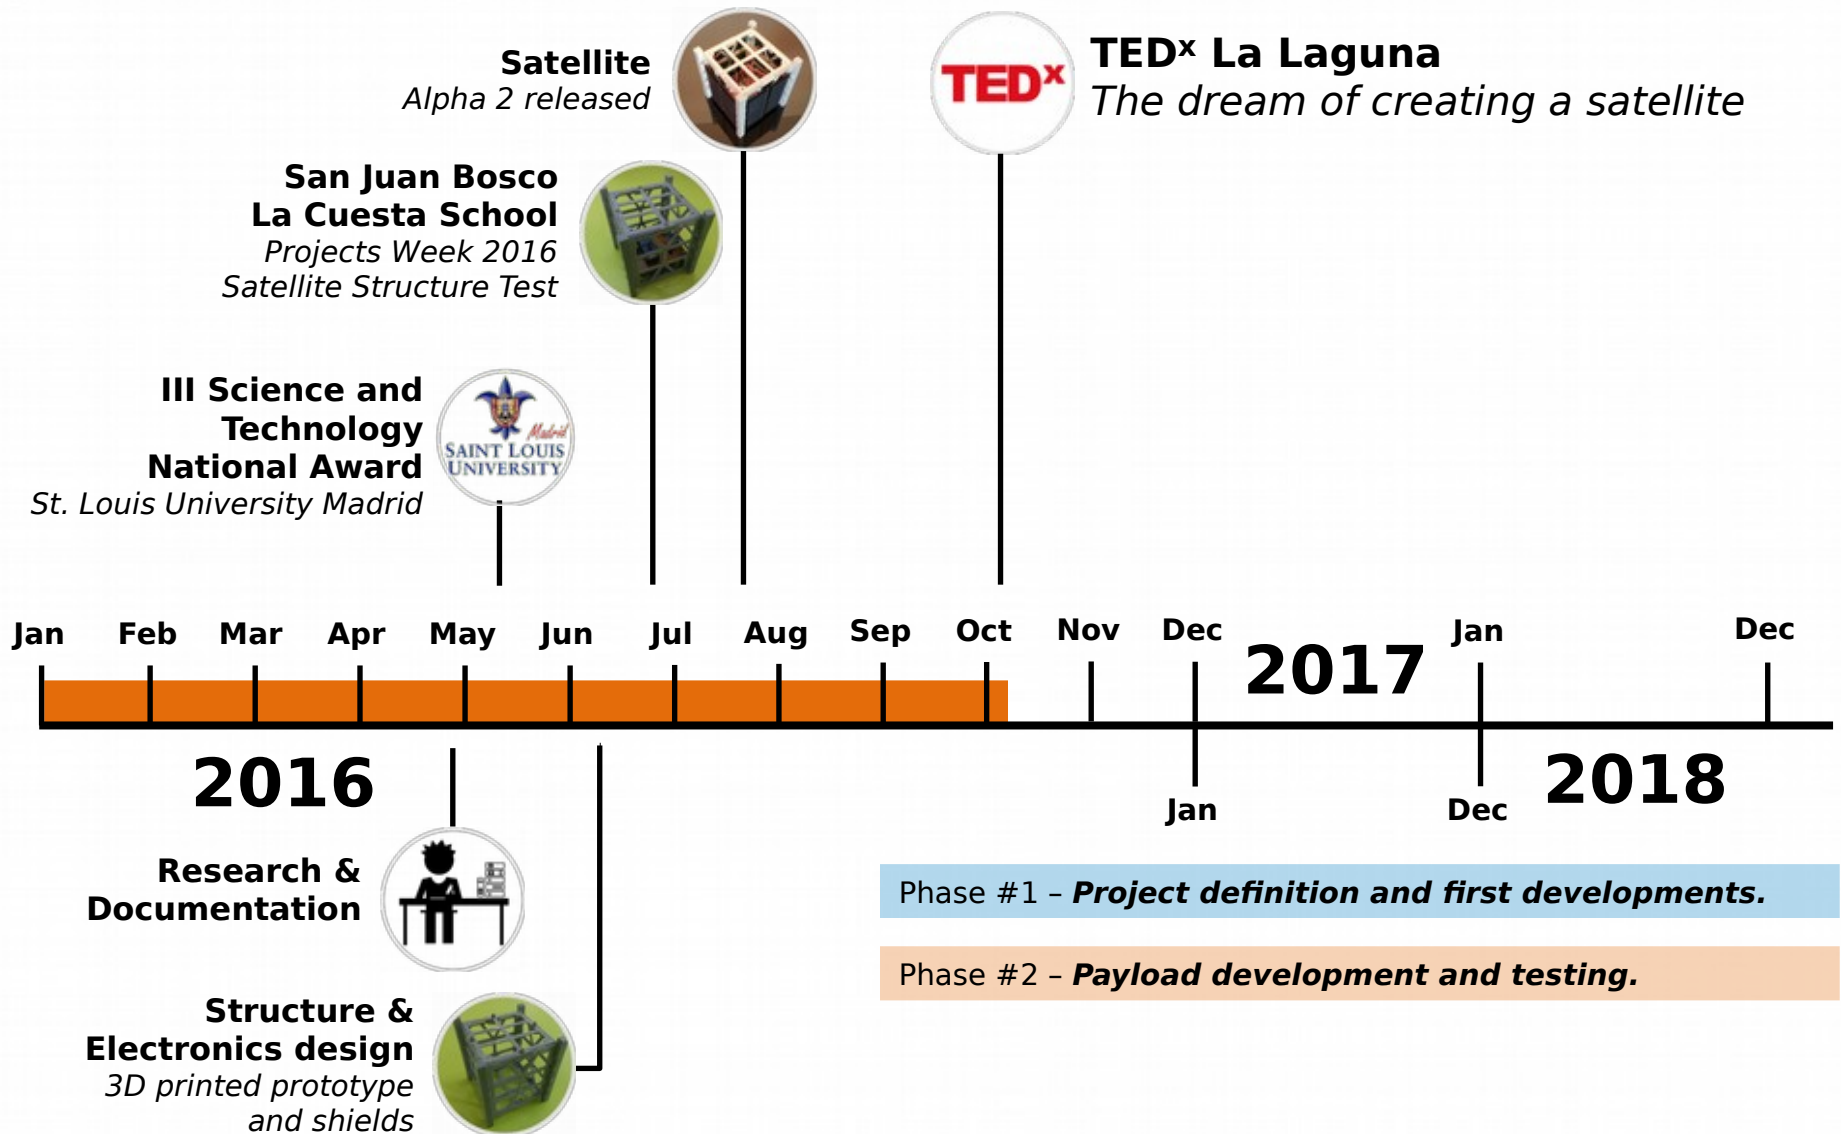 Satellite
Alpha 2 released
TEDx
TEDˣ La Laguna
The dream of creating a satellite
San Juan Bosco
La Cuesta School
Projects Week 2016
Satellite Structure Test
III Science and
Technology
National Award
St. Louis University Madrid
Madrid
SAINT LOUIS
UNIVERSITY
Jan Feb Mar Apr May Jun Jul Aug Sep Oct Nov Dec Jan Dec
2017
2016
2018
Jan Dec
Research &
Documentation
Phase #1 – Project definition and first developments.
Phase #2 – Payload development and testing.
Structure &
Electronics design
3D printed prototype
and shields